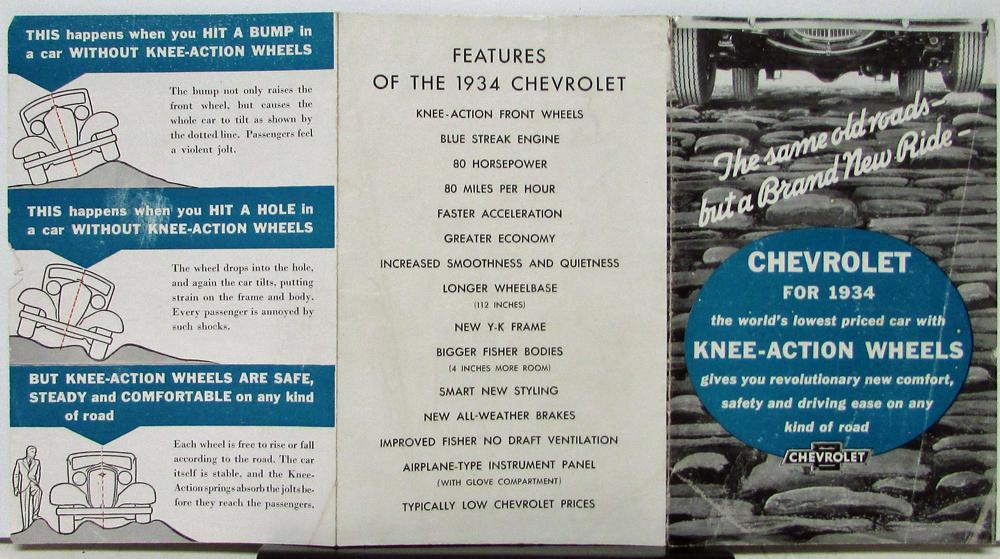 THIS happens when you HIT A BUMP in
a car WITHOUT KNEE-ACTION WHEELS
The bump not only raises the
front wheel, but causes the
whole car to tilt as shown by
the dotted line. Passengers feel
a violent jolt.
THIS happens when you HIT A HOLE in
a car WITHOUT KNEE-ACTION WHEELS
The wheel drops into the hole,
and again the car tilts, putting
strain on the frame and body.
Every passenger is annoyed by
such shocks.
BUT KNEE-ACTION WHEELS ARE SAFE,
STEADY and COMFORTABLE on any kind
of road
Each wheel is free to rise or fall
according to the road. The car
itself is stable, and the Knee-
Action springs absorb the jolts be-
fore they reach the passengers.
FEATURES
OF THE 1934 CHEVROLET
KNEE-ACTION FRONT WHEELS
BLUE STREAK ENGINE
80 HORSEPOWER
80 MILES PER HOUR
FASTER ACCELERATION
GREATER ECONOMY
INCREASED SMOOTHNESS AND QUIETNESS
LONGER WHEELBASE
(112 INCHES)
NEW Y-K FRAME
BIGGER FISHER BODIES
(4 INCHES MORE ROOM)
SMART NEW STYLING
NEW ALL-WEATHER BRAKES
IMPROVED FISHER NO DRAFT VENTILATION
AIRPLANE-TYPE INSTRUMENT PANEL
(WITH GLOVE COMPARTMENT)
TYPICALLY LOW CHEVROLET PRICES
The same old roads—
but a Brand New Ride—
CHEVROLET
FOR 1934
the world's lowest priced car with
KNEE-ACTION WHEELS
gives you revolutionary new comfort,
safety and driving ease on any
kind of road
CHEVROLET